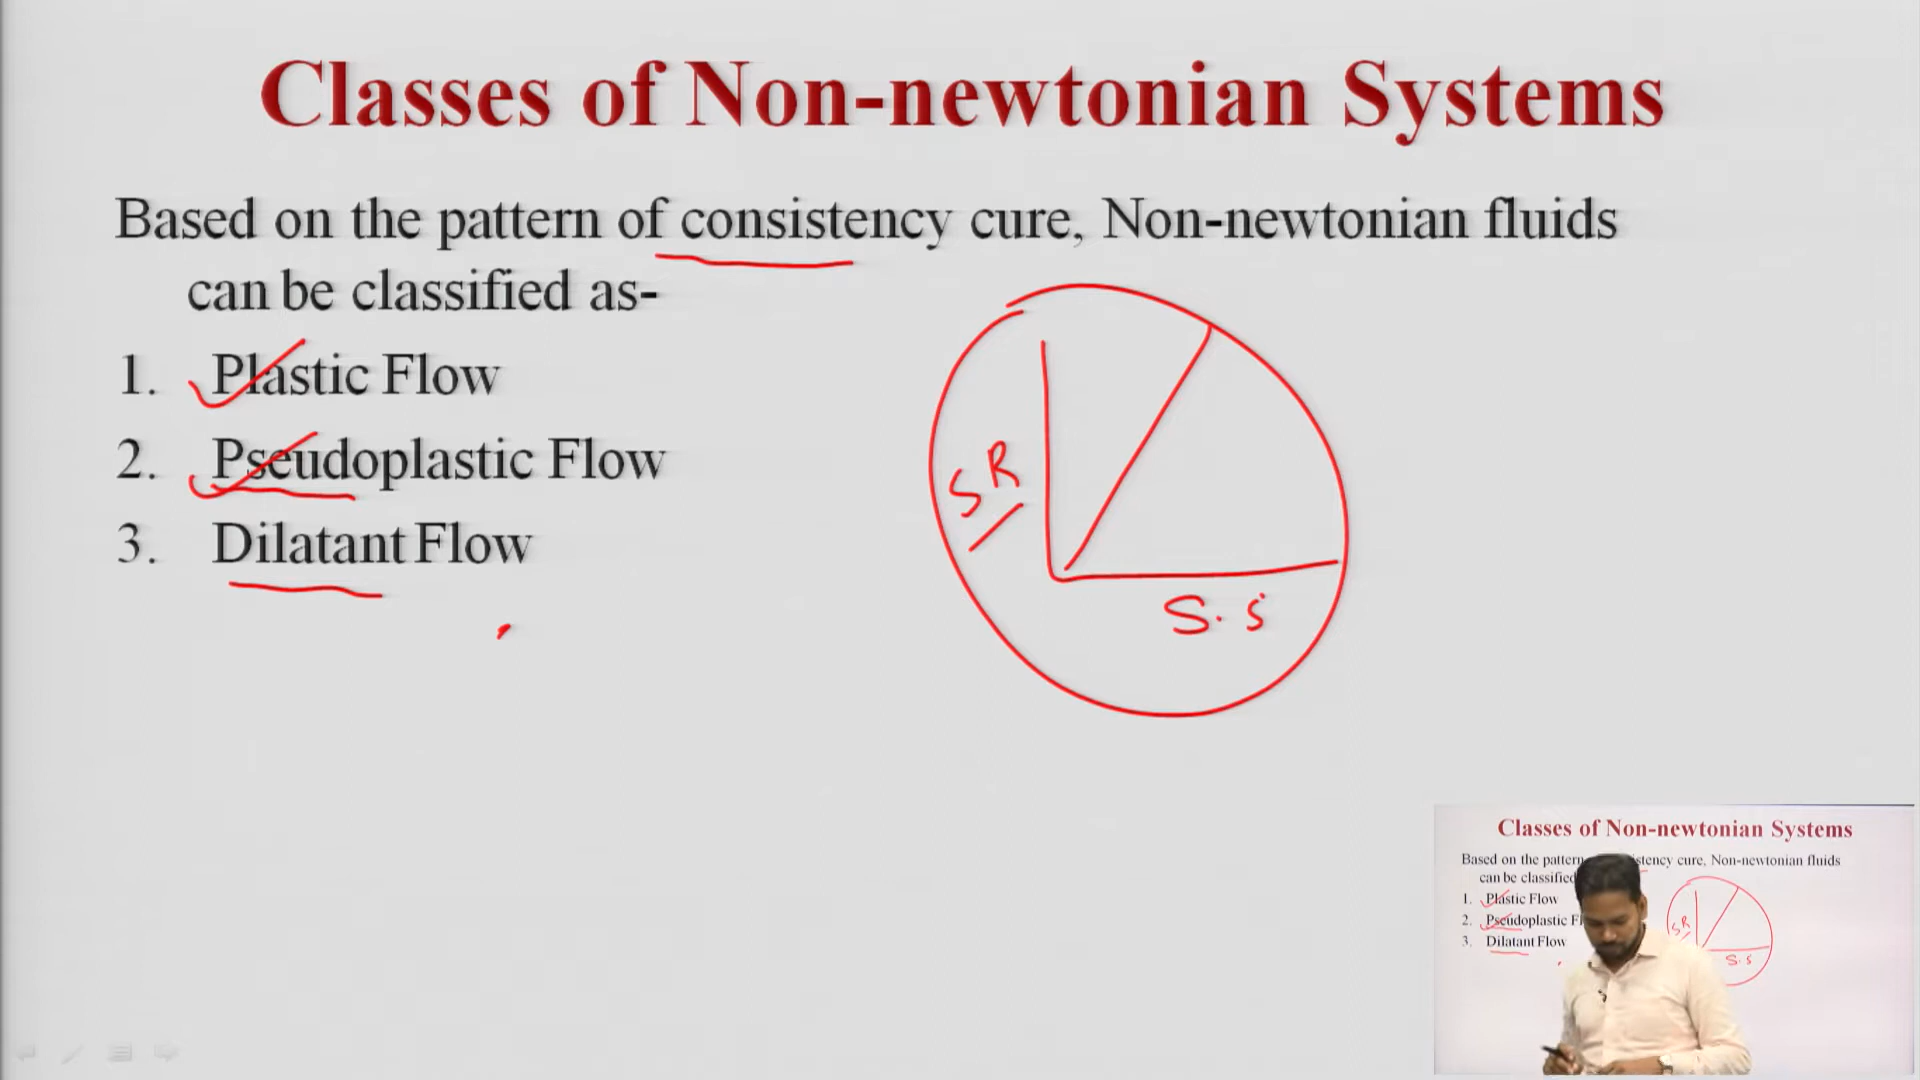 Classes of Non-newtonian Systems
Based on the pattern of consistency cure, Non-newtonian fluids
can be classified as-
1. Plastic Flow
2. Pseudoplastic Flow
3. Dilatant Flow
SR
S.S
Classes of Non-newtonian Systems
Based on the pattern stency cure, Non-newtonian fluids
can be classified
1. Plastic Flow
2. Pseudoplastic Fl
3. Dilatant Flow
SR
S.S